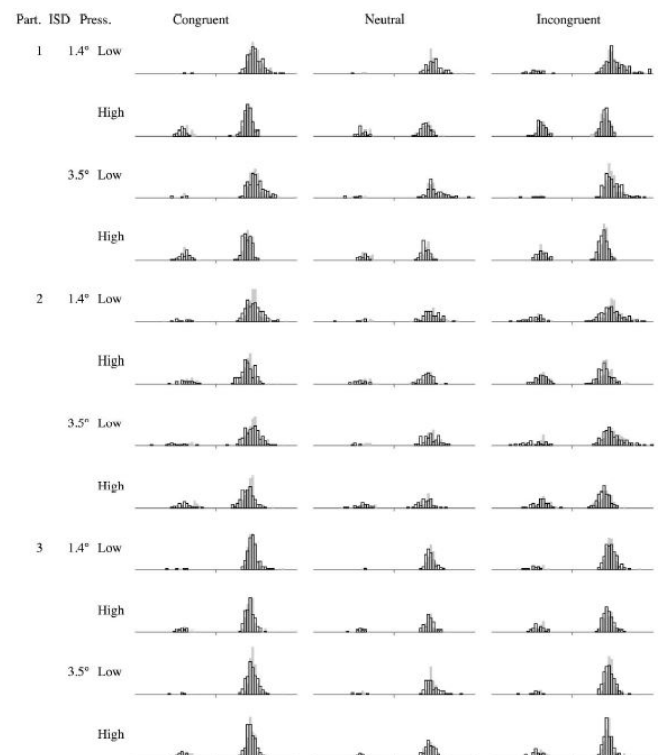 Part. ISD Press. Congruent Neutral Incongruent
1 1.4° Low
High
3.5° Low
High
2 1.4° Low
High
3.5° Low
High
3 1.4° Low
High
3.5° Low
High